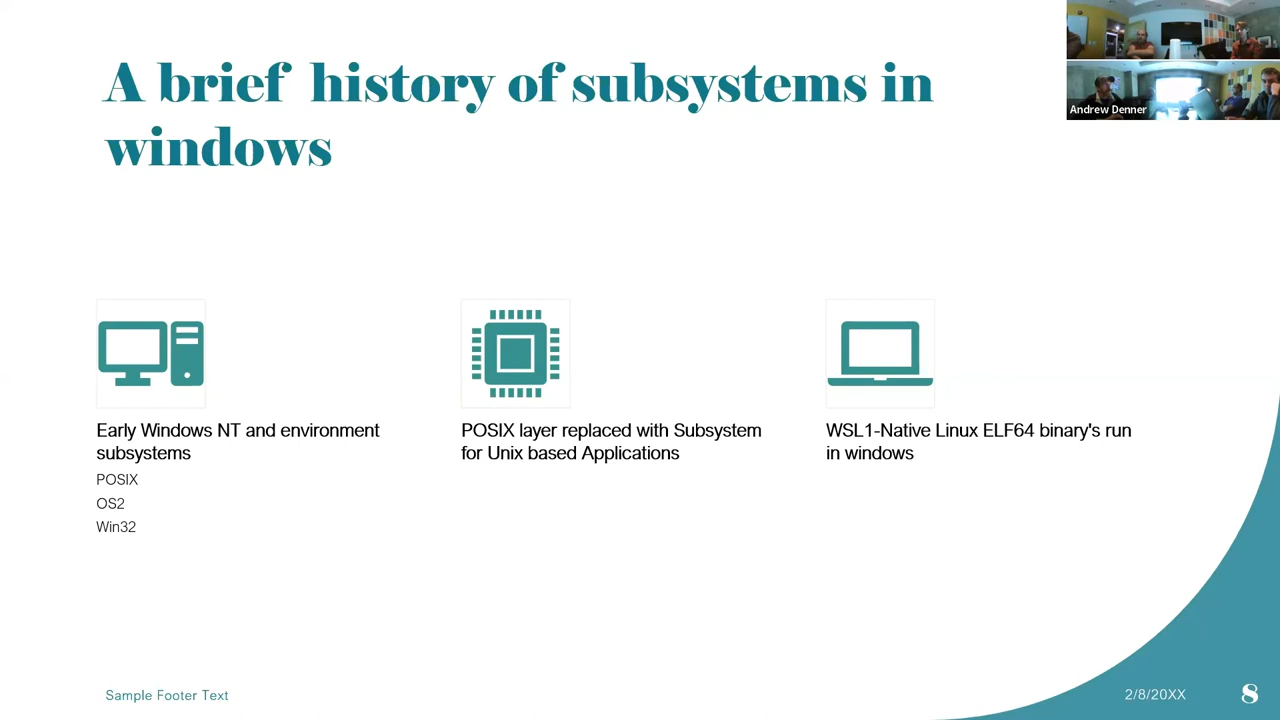 A brief history of subsystems in
windows
Andrew Denner
Early Windows NT and environment
subsystems
POSIX
OS2
Win32
POSIX layer replaced with Subsystem
for Unix based Applications
WSL1-Native Linux ELF64 binary's run
in windows
Sample Footer Text
2/8/20XX
8